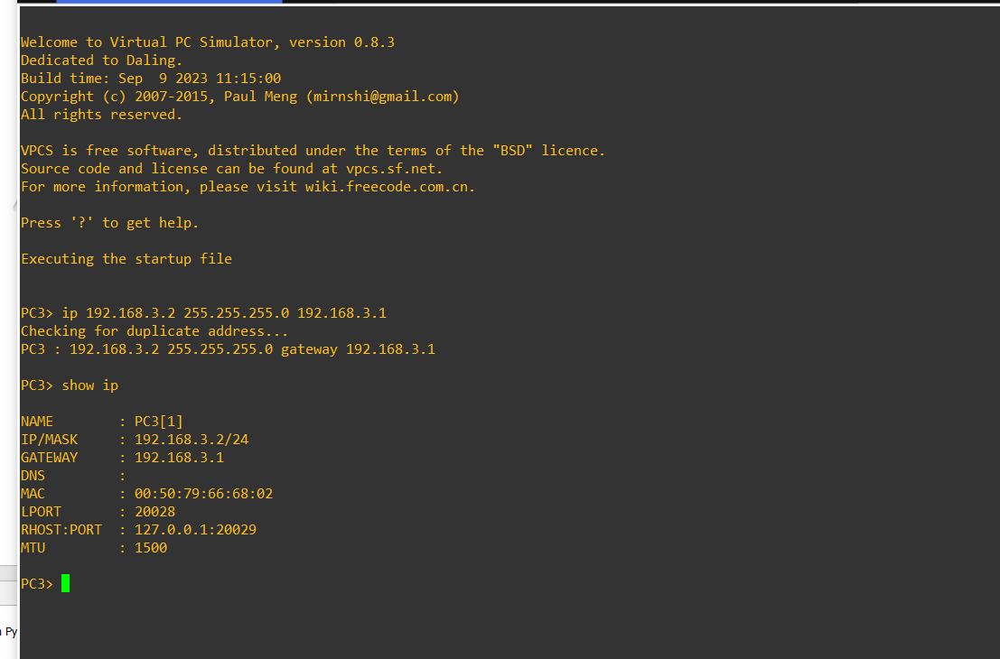 Welcome to Virtual PC Simulator, version 0.8.3
Dedicated to Daling.
Build time: Sep  9 2023 11:15:00
Copyright (c) 2007-2015, Paul Meng (mirnshi@gmail.com)
All rights reserved.
VPCS is free software, distributed under the terms of the "BSD" licence.
Source code and license can be found at vpcs.sf.net.
For more information, please visit wiki.freecode.com.cn.
Press '?' to get help.
Executing the startup file
PC3> ip 192.168.3.2 255.255.255.0 192.168.3.1
Checking for duplicate address...
PC3 : 192.168.3.2 255.255.255.0 gateway 192.168.3.1
PC3> show ip
NAME        : PC3[1]
IP/MASK     : 192.168.3.2/24
GATEWAY     : 192.168.3.1
DNS         :
MAC         : 00:50:79:66:68:02
LPORT       : 20028
RHOST:PORT  : 127.0.0.1:20029
MTU         : 1500
PC3>
Py